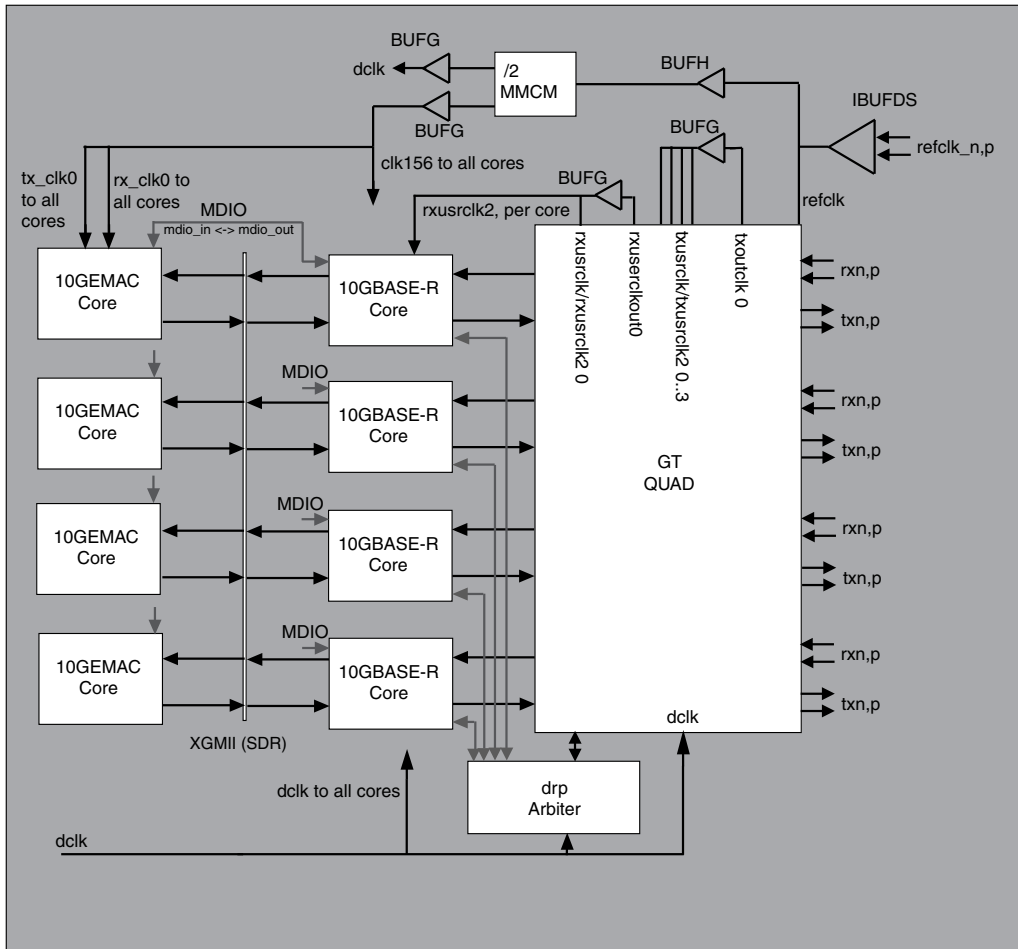 BUFG
dclk
/2
MMCM
BUFH
IBUFDS
BUFG
BUFG
refclk_n,p
tx_clk0
to all
cores
rx_clk0 to
all cores
clk156 to all cores
BUFG
refclk
MDIO
mdio_in <-> mdio_out
rxusrclk2, per core
rxusrclk/rxusrclk2 0
rxuserclkout0
txusrclk/txusrclk2 0..3
txoutclk 0
10GEMAC
Core
10GBASE-R
Core
rxn,p
txn,p
MDIO
10GEMAC
Core
10GBASE-R
Core
rxn,p
txn,p
GT
QUAD
MDIO
10GEMAC
Core
10GBASE-R
Core
rxn,p
txn,p
MDIO
10GEMAC
Core
10GBASE-R
Core
rxn,p
txn,p
dclk
XGMII (SDR)
dclk to all cores
drp
Arbiter
dclk